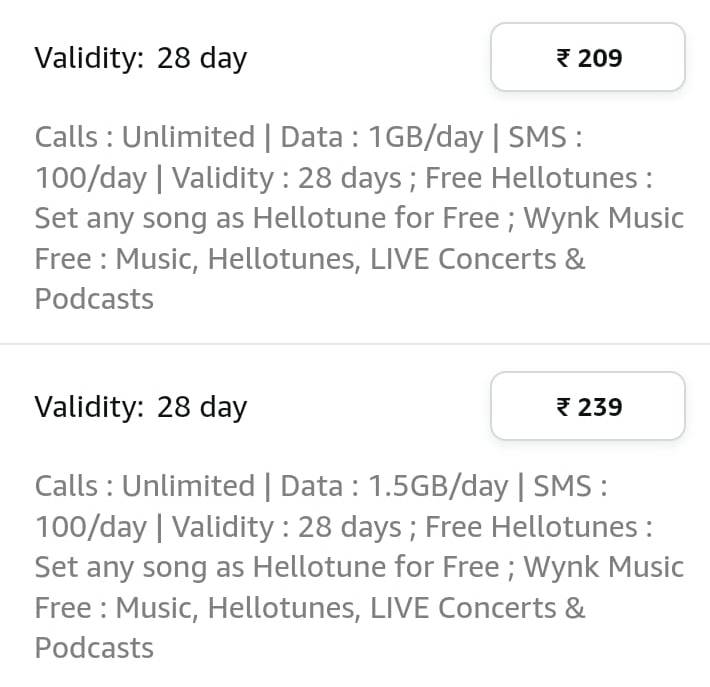 Validity: 28 day
₹ 209
Calls : Unlimited | Data : 1GB/day | SMS :
100/day | Validity : 28 days ; Free Hellotunes :
Set any song as Hellotune for Free ; Wynk Music
Free : Music, Hellotunes, LIVE Concerts &
Podcasts
Validity: 28 day
₹ 239
Calls : Unlimited | Data : 1.5GB/day | SMS :
100/day | Validity : 28 days ; Free Hellotunes :
Set any song as Hellotune for Free ; Wynk Music
Free : Music, Hellotunes, LIVE Concerts &
Podcasts